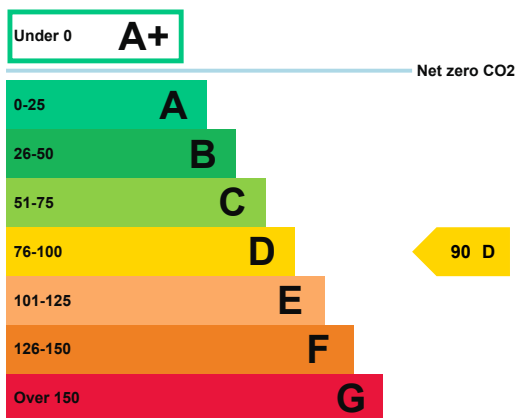 Under 0 A+
Net zero CO2
0-25 A
26-50 B
51-75 C
76-100 D
90 D
101-125 E
126-150 F
Over 150 G